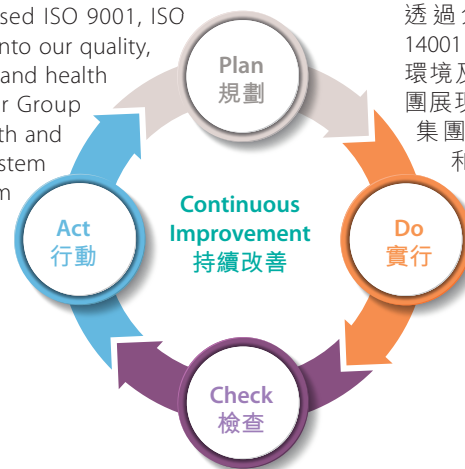 sed ISO 9001, ISO
nto our quality,
and health
r Group
th and
stem
m
透過
14001
環境及
團展現
集團
和
Plan
規劃
Act
行動
Continuous
Improvement
持續改善
Do
實行
Check
檢查